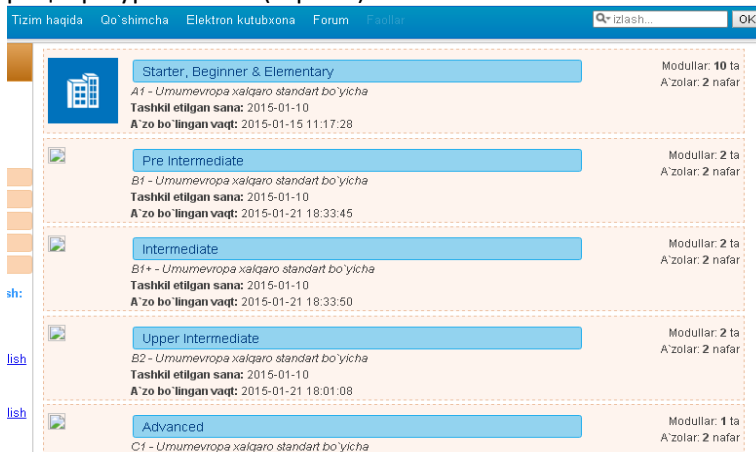 Tizim haqida Qo`shimcha Elektron kutubxona Forum Faollar izlash... OK
Starter, Beginner & Elementary
Modullar: 10 ta
A`zolar: 2 nafar
A1 - Umumevropa xalqaro standart bo`yicha
Tashkil etilgan sana: 2015-01-10
A`zo bo`lingan vaqt: 2015-01-15 11:17:28
Pre Intermediate
Modullar: 2 ta
A`zolar: 2 nafar
B1 - Umumevropa xalqaro standart bo`yicha
Tashkil etilgan sana: 2015-01-10
A`zo bo`lingan vaqt: 2015-01-21 18:33:45
Intermediate
Modullar: 2 ta
A`zolar: 2 nafar
B1+ - Umumevropa xalqaro standart bo`yicha
Tashkil etilgan sana: 2015-01-10
A`zo bo`lingan vaqt: 2015-01-21 18:33:50
sh:
Upper Intermediate
Modullar: 2 ta
A`zolar: 2 nafar
B2 - Umumevropa xalqaro standart bo`yicha
lish
Tashkil etilgan sana: 2015-01-10
A`zo bo`lingan vaqt: 2015-01-21 18:01:08
lish
Advanced
Modullar: 1 ta
A`zolar: 2 nafar
C1 - Umumevropa xalqaro standart bo`yicha